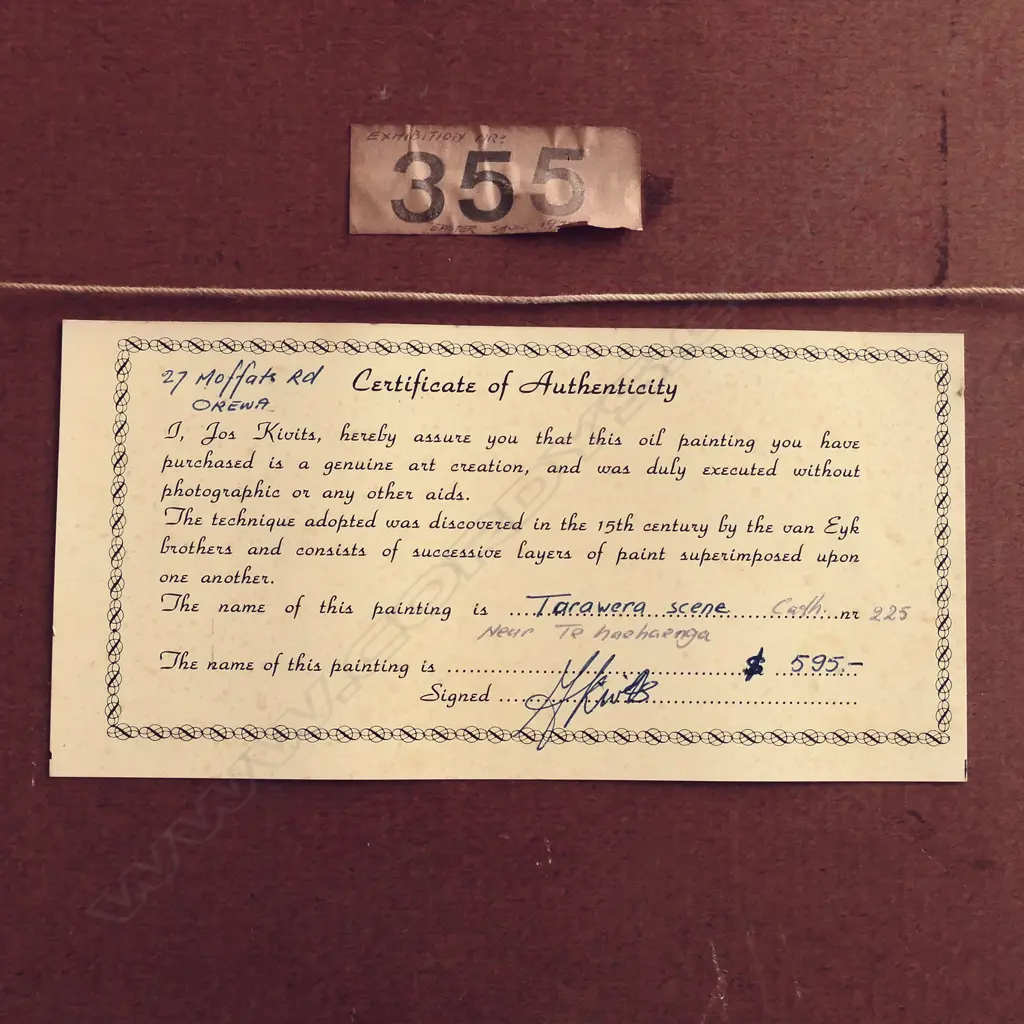 EXHIBITION NR:
355
EASTER SHOW
27 Moffats Rd
OREWA
Certificate of Authenticity
I, Jos Kivits, hereby assure you that this oil painting you have
purchased is a genuine art creation, and was duly executed without
photographic or any other aids.
The technique adopted was discovered in the 15th century by the van Eyk
brothers and consists of successive layers of paint superimposed upon
one another.
The name of this painting is ... Tarawera scene ... nr 225
Near Te
The name of this painting is ... $ ... 595.-
Signed ... Kivits ...